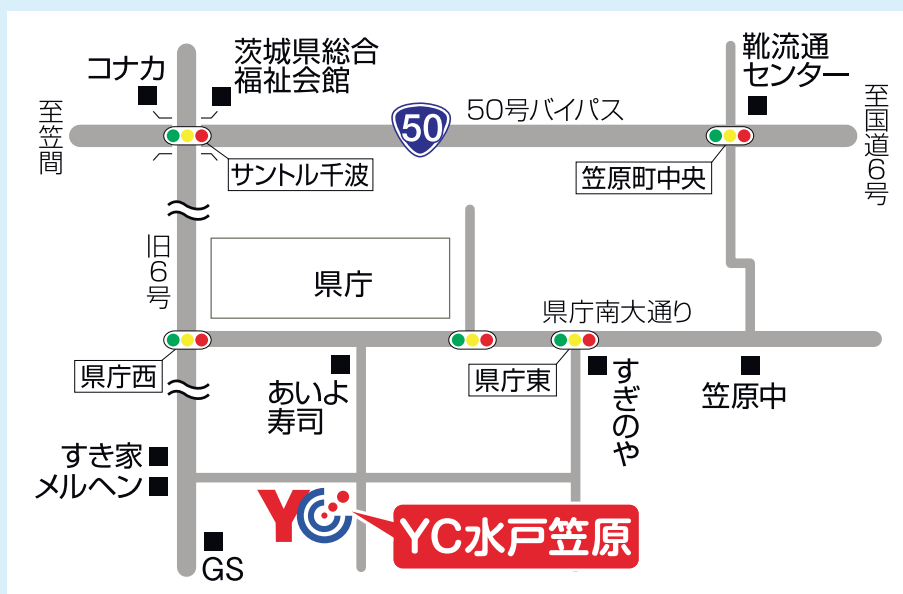 コナカ
茨城県総合
福祉会館
靴流通
センター
至笠間
50
50号バイパス
至国道6号
サントル千波
笠原町中央
旧6号
県庁
県庁南大通り
県庁西
県庁東
あいよ
寿司
すぎのや
笠原中
すき家
メルヘン
YC
YC水戸笠原
GS